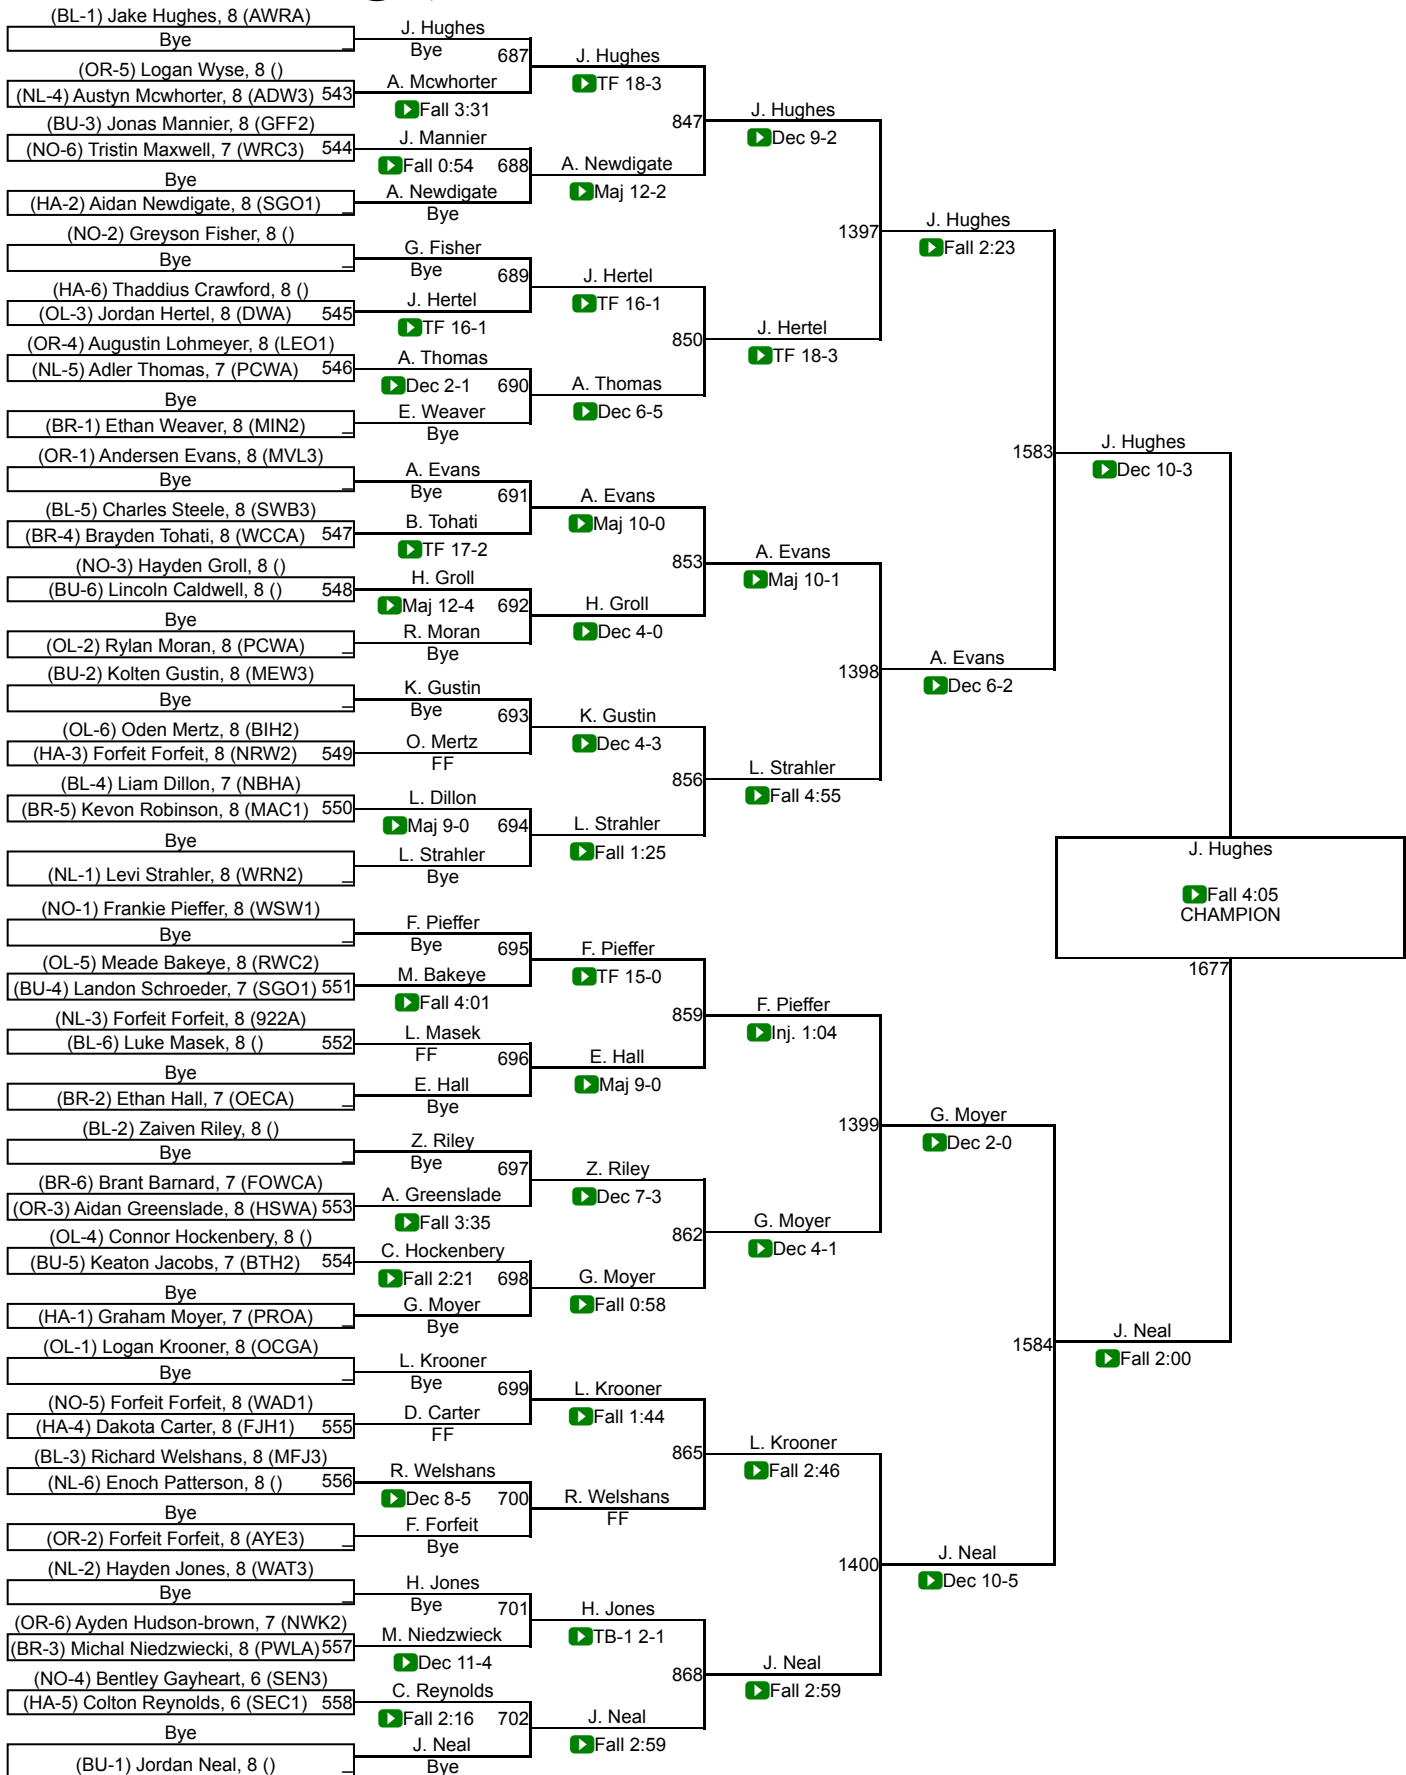 (BL-1) Jake Hughes, 8 (AWRA)
Bye
(OR-5) Logan Wyse, 8 ()
(NL-4) Austyn Mcwhorter, 8 (ADW3) 543
(BU-3) Jonas Mannier, 8 (GFF2)
(NO-6) Tristin Maxwell, 7 (WRC3) 544
Bye
(HA-2) Aidan Newdigate, 8 (SGO1)
(NO-2) Greyson Fisher, 8 ()
Bye
(HA-6) Thaddius Crawford, 8 ()
(OL-3) Jordan Hertel, 8 (DWA) 545
(OR-4) Augustin Lohmeyer, 8 (LEO1)
(NL-5) Adler Thomas, 7 (PCWA) 546
Bye
(BR-1) Ethan Weaver, 8 (MIN2)
(OR-1) Andersen Evans, 8 (MVL3)
Bye
(BL-5) Charles Steele, 8 (SWB3)
(BR-4) Brayden Tohati, 8 (WCCA) 547
(NO-3) Hayden Groll, 8 ()
(BU-6) Lincoln Caldwell, 8 () 548
Bye
(OL-2) Rylan Moran, 8 (PCWA)
(BU-2) Kolten Gustin, 8 (MEW3)
Bye
(OL-6) Oden Mertz, 8 (BIH2)
(HA-3) Forfeit Forfeit, 8 (NRW2) 549
(BL-4) Liam Dillon, 7 (NBHA)
(BR-5) Kevon Robinson, 8 (MAC1) 550
Bye
(NL-1) Levi Strahler, 8 (WRN2)
(NO-1) Frankie Pieffer, 8 (WSW1)
Bye
(OL-5) Meade Bakeye, 8 (RWC2)
(BU-4) Landon Schroeder, 7 (SGO1) 551
(NL-3) Forfeit Forfeit, 8 (922A)
(BL-6) Luke Masek, 8 () 552
Bye
(BR-2) Ethan Hall, 7 (OECA)
(BL-2) Zaiven Riley, 8 ()
Bye
(BR-6) Brant Barnard, 7 (FOWCA)
(OR-3) Aidan Greenslade, 8 (HSWA) 553
(OL-4) Connor Hockenbery, 8 ()
(BU-5) Keaton Jacobs, 7 (BTH2) 554
Bye
(HA-1) Graham Moyer, 7 (PROA)
(OL-1) Logan Krooner, 8 (OCGA)
Bye
(NO-5) Forfeit Forfeit, 8 (WAD1)
(HA-4) Dakota Carter, 8 (FJH1) 555
(BL-3) Richard Welshans, 8 (MFJ3)
(NL-6) Enoch Patterson, 8 () 556
Bye
(OR-2) Forfeit Forfeit, 8 (AYE3)
(NL-2) Hayden Jones, 8 (WAT3)
Bye
(OR-6) Ayden Hudson-brown, 7 (NWK2)
(BR-3) Michal Niedzwiecki, 8 (PWLA) 557
(NO-4) Bentley Gayheart, 6 (SEN3)
(HA-5) Colton Reynolds, 6 (SEC1) 558
Bye
(BU-1) Jordan Neal, 8 ()
J. Hughes
Bye 687
A. Mcwhorter
Fall 3:31
J. Mannier
Fall 0:54 688
A. Newdigate
Bye
G. Fisher
Bye 689
J. Hertel
TF 16-1
A. Thomas
Dec 2-1 690
E. Weaver
Bye
A. Evans
Bye 691
B. Tohati
TF 17-2
H. Groll
Maj 12-4 692
R. Moran
Bye
K. Gustin
Bye 693
O. Mertz
FF
L. Dillon
Maj 9-0 694
L. Strahler
Bye
F. Pieffer
Bye 695
M. Bakeye
Fall 4:01
L. Masek
FF 696
E. Hall
Bye
Z. Riley
Bye 697
A. Greenslade
Fall 3:35
C. Hockenbery
Fall 2:21 698
G. Moyer
Bye
L. Krooner
Bye 699
D. Carter
FF
R. Welshans
Dec 8-5 700
F. Forfeit
Bye
H. Jones
Bye 701
M. Niedzwieck
Dec 11-4
C. Reynolds
Fall 2:16 702
J. Neal
Bye
J. Hughes
TF 18-3
847
A. Newdigate
Maj 12-2
J. Hertel
TF 16-1
850
A. Thomas
Dec 6-5
A. Evans
Maj 10-0
853
H. Groll
Dec 4-0
K. Gustin
Dec 4-3
856
L. Strahler
Fall 1:25
F. Pieffer
TF 15-0
859
E. Hall
Maj 9-0
Z. Riley
Dec 7-3
862
G. Moyer
Fall 0:58
L. Krooner
Fall 1:44
865
R. Welshans
FF
H. Jones
TB-1 2-1
868
J. Neal
Fall 2:59
J. Hughes
Dec 9-2
1397
J. Hertel
TF 18-3
A. Evans
Maj 10-1
1398
L. Strahler
Fall 4:55
F. Pieffer
Inj. 1:04
1399
G. Moyer
Dec 4-1
L. Krooner
Fall 2:46
1400
J. Neal
Fall 2:59
J. Hughes
Fall 2:23
1583
A. Evans
Dec 6-2
G. Moyer
Dec 2-0
1584
J. Neal
Dec 10-5
J. Hughes
Dec 10-3
J. Hughes
Fall 4:05
CHAMPION
1677
J. Neal
Fall 2:00